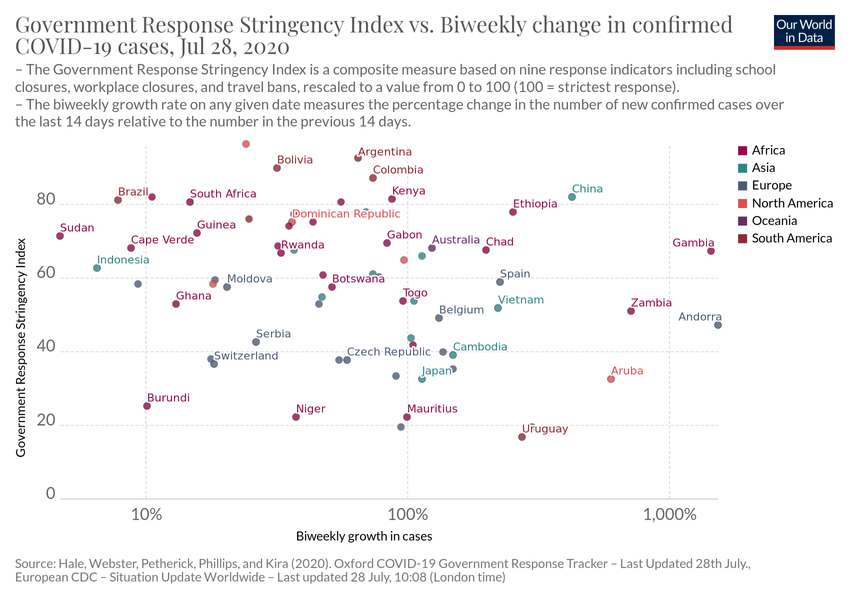 Government Response Stringency Index vs. Biweekly change in confirmed
COVID-19 cases, Jul 28, 2020
Our World
in Data
– The Government Response Stringency Index is a composite measure based on nine response indicators including school
closures, workplace closures, and travel bans, rescaled to a value from 0 to 100 (100 = strictest response).
– The biweekly growth rate on any given date measures the percentage change in the number of new confirmed cases over
the last 14 days relative to the number in the previous 14 days.
Africa
Asia
Europe
North America
Oceania
South America
Government Response Stringency Index
80
60
40
20
0
Argentina
Bolivia
Colombia
Brazil
South Africa
Kenya
China
Ethiopia
Dominican Republic
Sudan
Guinea
Cape Verde
Rwanda
Gabon
Australia
Chad
Gambia
Indonesia
Moldova
Botswana
Spain
Ghana
Togo
Vietnam
Zambia
Belgium
Andorra
Serbia
Switzerland
Czech Republic
Cambodia
Japan
Aruba
Burundi
Niger
Mauritius
Uruguay
10%
100%
1,000%
Biweekly growth in cases
Source: Hale, Webster, Petherick, Phillips, and Kira (2020). Oxford COVID-19 Government Response Tracker – Last Updated 28th July.,
European CDC – Situation Update Worldwide – Last updated 28 July, 10:08 (London time)